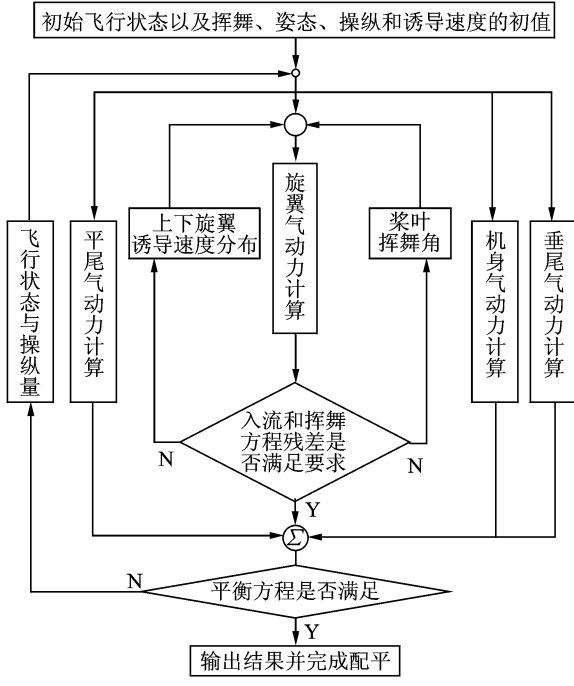 初始飞行状态以及挥舞、姿态、操纵和诱导速度的初值
上下旋翼
诱导速度分布
旋翼气动力计算
桨叶
挥舞角
飞行状态与操纵量
平尾气动力计算
机身气动力计算
垂尾气动力计算
入流和挥舞
方程残差是
否满足要求
N
N
Y
Σ
N
平衡方程是否满足
Y
输出结果并完成配平